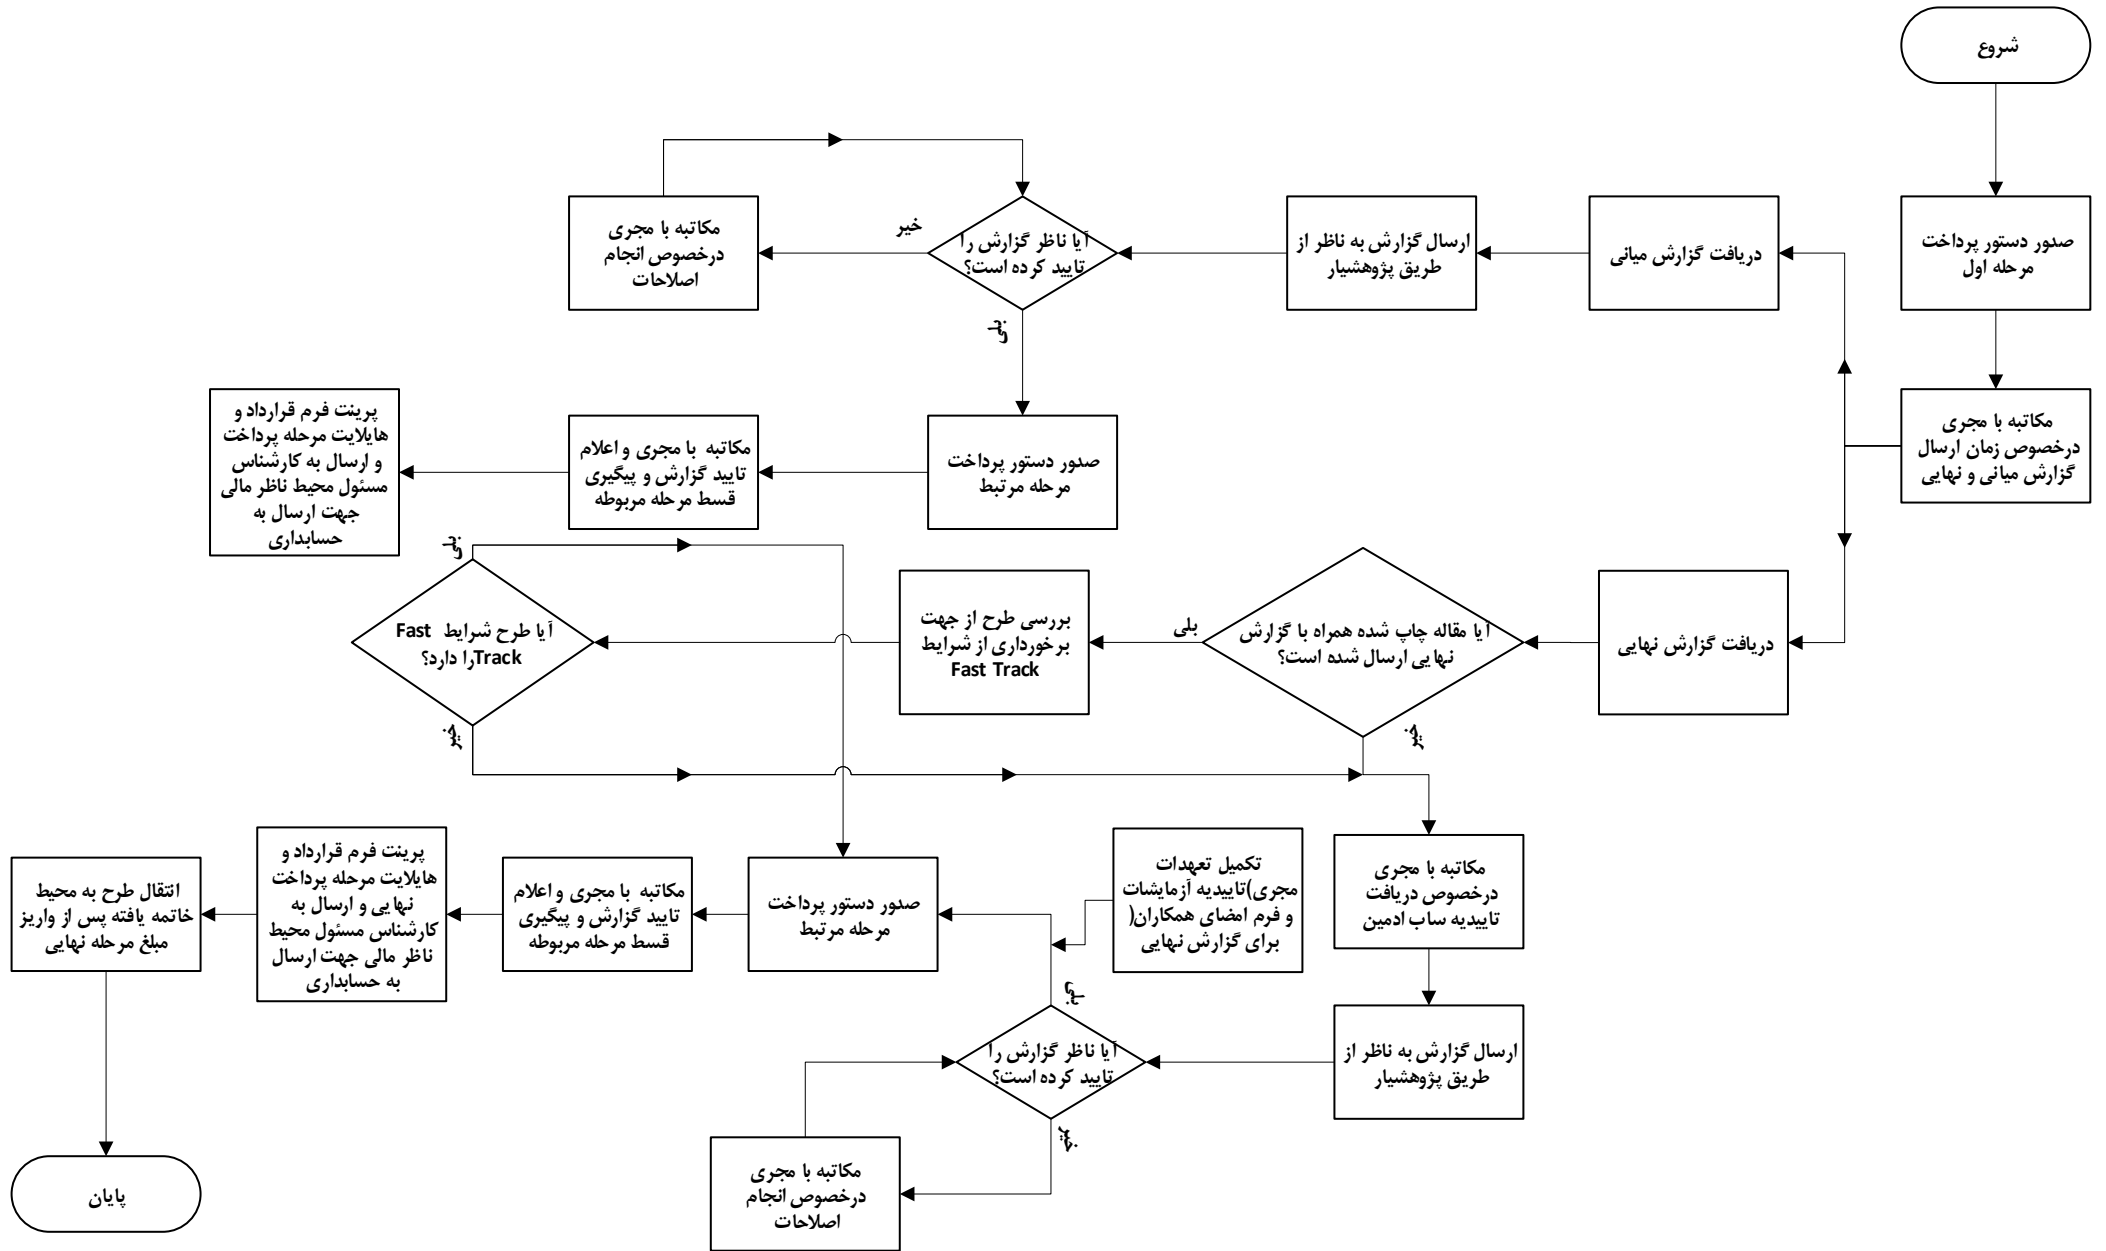 شروع
صدور دستور پرداخت
مرحله اول
مکاتبه با مجری
درخصوص زمان ارسال
گزارش میانی و نهایی
دریافت گزارش میانی
ارسال گزارش به ناظر از
طریق پژوهشیار
آیا ناظر گزارش را
تایید کرده است؟
خیر
بلی
مکاتبه با مجری
درخصوص انجام
اصلاحات
صدور دستور پرداخت
مرحله مرتبط
مکاتبه با مجری و اعلام
تایید گزارش و پیگیری
قسط مرحله مربوطه
پرینت فرم قرارداد و
هایلایت مرحله پرداخت
و ارسال به کارشناس
مسئول محیط ناظر مالی
جهت ارسال به
حسابداری
دریافت گزارش نهایی
آیا مقاله چاپ شده همراه با گزارش
نهایی ارسال شده است؟
بلی
خیر
بررسی طرح از جهت
برخورداری از شرایط
Fast Track
آیا طرح شرایط Fast
Trackرا دارد؟
بلی
خیر
مکاتبه با مجری
درخصوص دریافت
تاییدیه ساب ادمین
ارسال گزارش به ناظر از
طریق پژوهشیار
تکمیل تعهدات
مجری)تاییدیه آزمایشات
و فرم امضای همکاران(
برای گزارش نهایی
آیا ناظر گزارش را
تایید کرده است؟
بلی
خیر
مکاتبه با مجری
درخصوص انجام
اصلاحات
صدور دستور پرداخت
مرحله مرتبط
مکاتبه با مجری و اعلام
تایید گزارش و پیگیری
قسط مرحله مربوطه
پرینت فرم قرارداد و
هایلایت مرحله پرداخت
نهایی و ارسال به
کارشناس مسئول محیط
ناظر مالی جهت ارسال
به حسابداری
انتقال طرح به محیط
خاتمه یافته پس از واریز
مبلغ مرحله نهایی
پایان